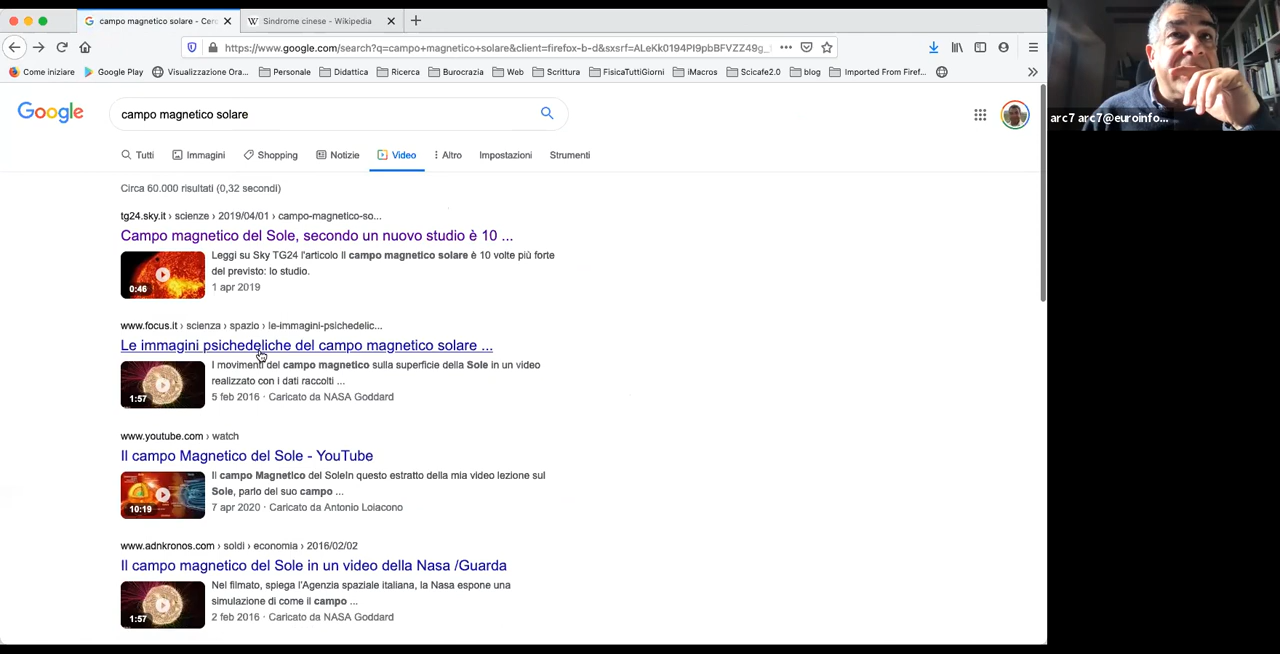 campo magnetico solare - Cerc
Sindrome cinese - Wikipedia
https://www.google.com/search?q=campo+magnetico+solare&client=firefox-b-d&sxsrf=ALeKk0194PI9pbBFVZZ49g_
Come iniziare
Google Play
Visualizzazione Ora...
Personale
Didattica
Ricerca
Burocrazia
Web
Scrittura
FisicaTuttiGiorni
iMacros
Scicafe2.0
blog
Imported From Firef...
arc7 arc7@euroinfo...
Google
campo magnetico solare
Tutti
Immagini
Shopping
Notizie
Video
Altro
Impostazioni
Strumenti
Circa 60.000 risultati (0,32 secondi)
tg24.sky.it › scienze › 2019/04/01 › campo-magnetico-so...
Campo magnetico del Sole, secondo un nuovo studio è 10 ...
Leggi su Sky TG24 l'articolo Il campo magnetico solare è 10 volte più forte
del previsto: lo studio.
0:46
1 apr 2019
www.focus.it › scienza › spazio › le-immagini-psichedelic...
Le immagini psichedeliche del campo magnetico solare ...
I movimenti del campo magnetico sulla superficie della Sole in un video
realizzato con i dati raccolti ...
1:57
5 feb 2016 · Caricato da NASA Goddard
www.youtube.com › watch
Il campo Magnetico del Sole - YouTube
Il campo Magnetico del SoleIn questo estratto della mia video lezione sul
Sole, parlo del suo campo ...
10:19
7 apr 2020 · Caricato da Antonio Loiacono
www.adnkronos.com › soldi › economia › 2016/02/02
Il campo magnetico del Sole in un video della Nasa /Guarda
Nel filmato, spiega l'Agenzia spaziale italiana, la Nasa espone una
simulazione di come il campo ...
1:57
2 feb 2016 · Caricato da NASA Goddard